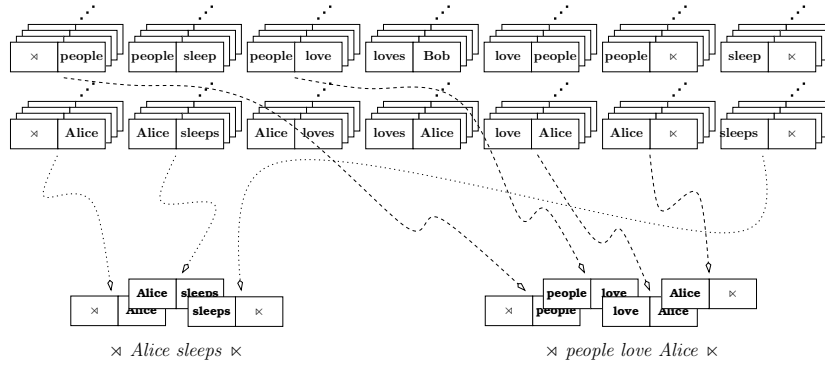 ⋊ people people sleep people love loves Bob love people people ⋉ sleep ⋉
⋊ Alice Alice sleeps Alice loves loves Alice love Alice Alice ⋉ sleeps ⋉
Alice sleeps people love Alice ⋉
⋊ Alice sleeps ⋉ ⋊ people love Alice
⋊ Alice sleeps ⋉ ⋊ people love Alice ⋉